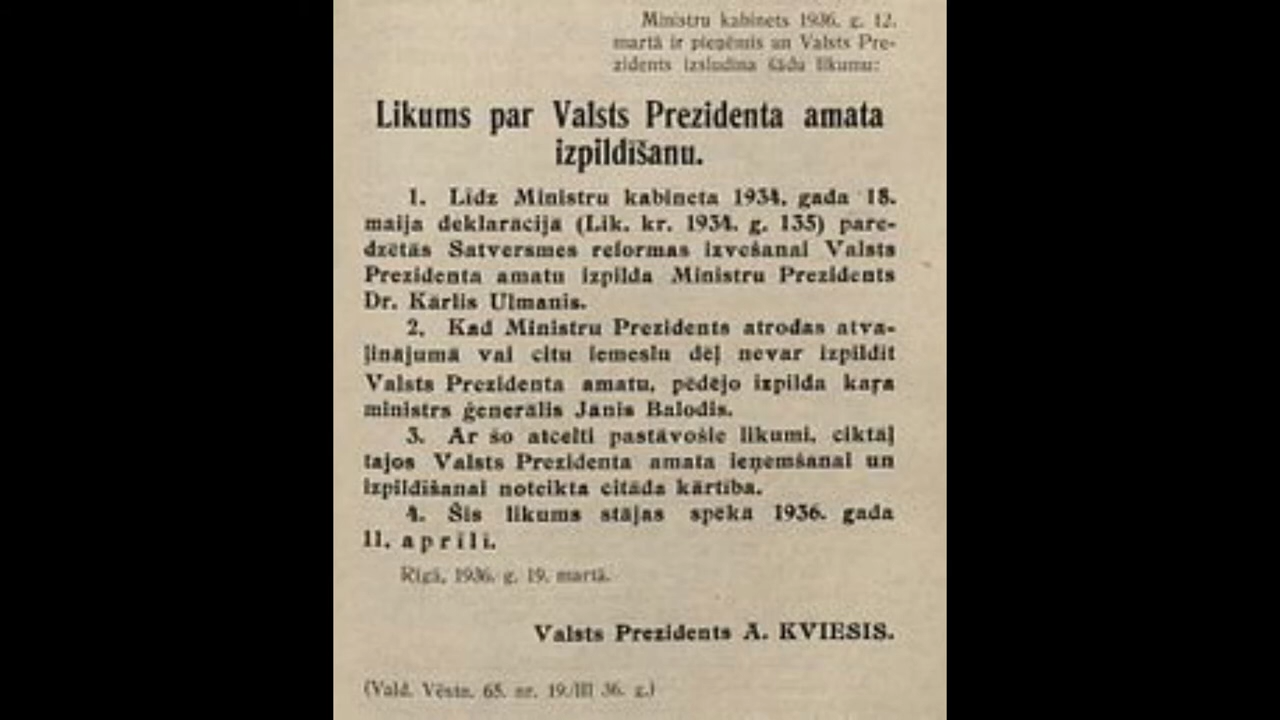 Ministru kabinets 1936. g. 12.
martā ir pieņēmis un Valsts Pre-
zidents izsludina šādu likumu:
Likums par Valsts Prezidenta amata
izpildīšanu.
1. Līdz Ministru kabineta 1934. gada 18.
maija deklarācijā (Lik. kr. 1934. g. 135) pare-
dzētās Satversmes reformas izvešanai Valsts
Prezidenta amatu izpilda Ministru Prezidents
Dr. Kārlis Ulmanis.
2. Kad Ministru Prezidents atrodas atva-
ļinājumā vai citu iemeslu dēļ nevar izpildīt
Valsts Prezidenta amatu, pēdējo izpilda kaŗa
ministrs ģenerālis Jānis Balodis.
3. Ar šo atcelti pastāvošie likumi, ciktāļ
tajos Valsts Prezidenta amata ieņemšanai un
izpildīšanai noteikta citāda kārtība.
4. Šis likums stājas spēkā 1936. gada
11. aprīlī.
Rīgā, 1936. g. 19. martā.
Valsts Prezidents A. KVIESIS.
(Vald. Vēstn. 65. nr. 19./III 36. g.)